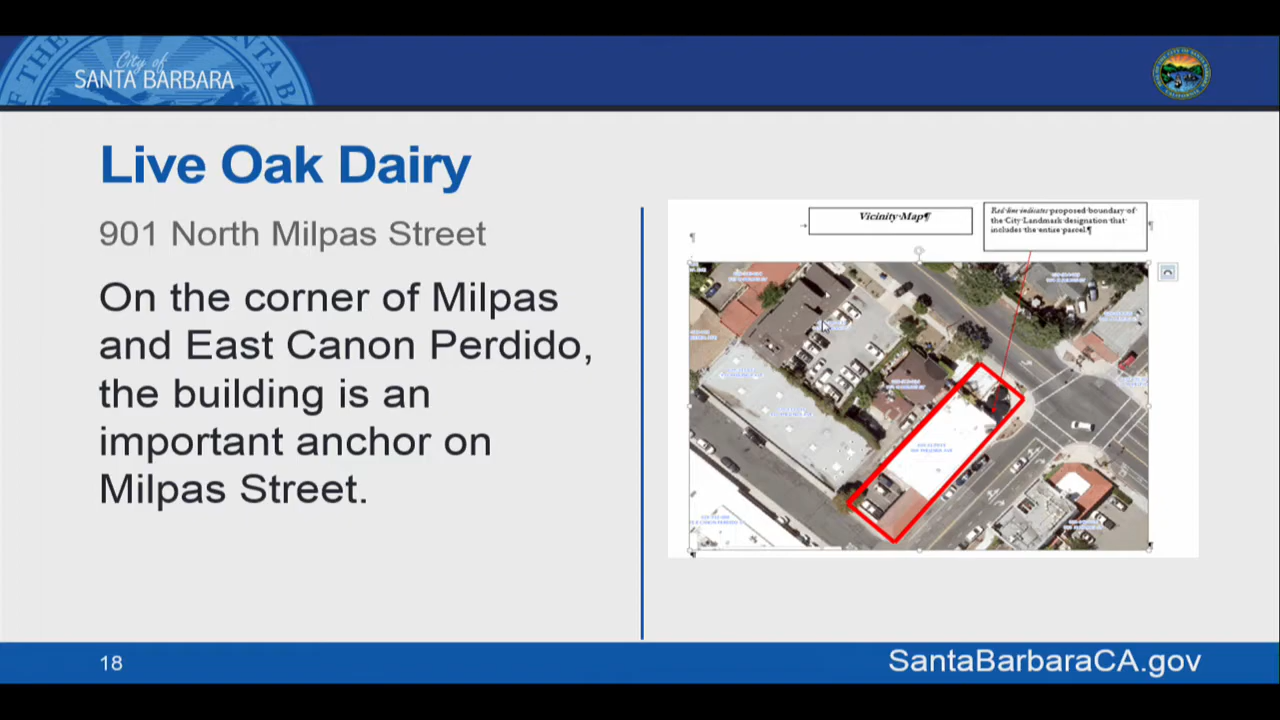 City of
SANTA BARBARA
Live Oak Dairy
901 North Milpas Street
On the corner of Milpas
and East Canon Perdido,
the building is an
important anchor on
Milpas Street.
Vicinity·Map¶
Red·line·indicates·proposed·boundary·of·
the·City·Landmark·designation·that·
includes·the·entire·parcel.¶
18
SantaBarbaraCA.gov